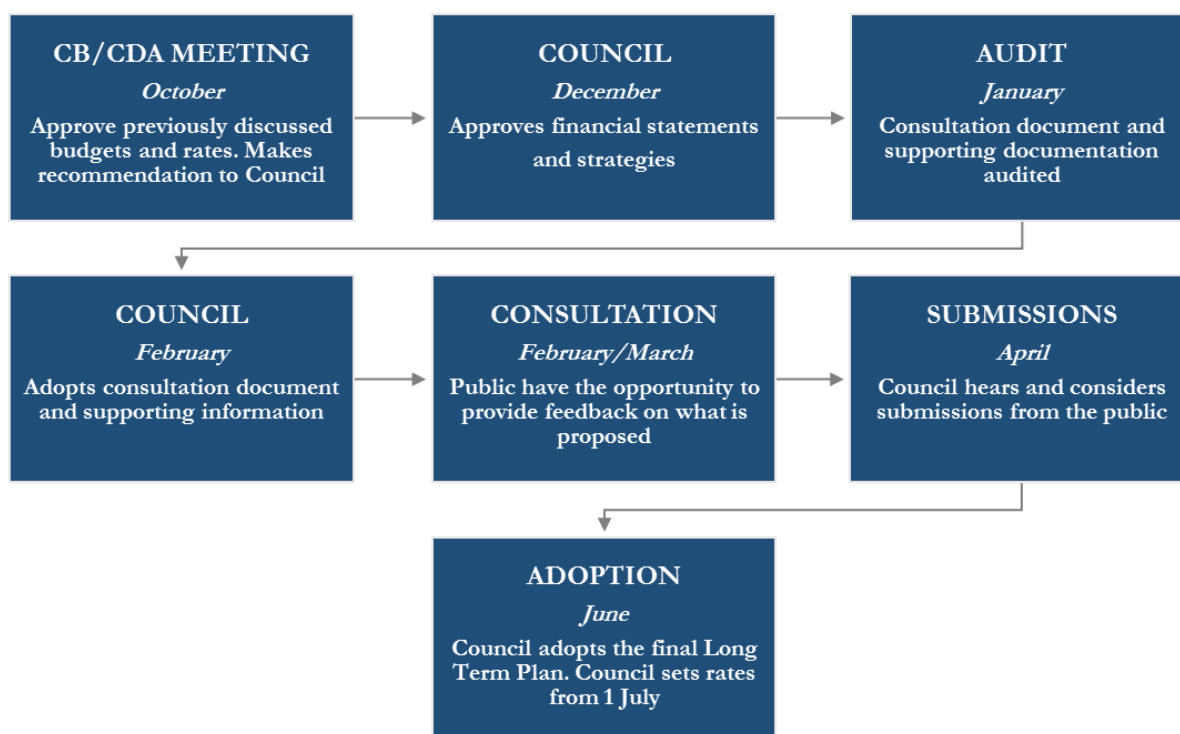 CB/CDA MEETING
October
Approve previously discussed
budgets and rates. Makes
recommendation to Council
COUNCIL
December
Approves financial statements
and strategies
AUDIT
January
Consultation document and
supporting documentation
audited
COUNCIL
February
Adopts consultation document
and supporting information
CONSULTATION
February/March
Public have the opportunity to
provide feedback on what is
proposed
SUBMISSIONS
April
Council hears and considers
submissions from the public
ADOPTION
June
Council adopts the final Long
Term Plan. Council sets rates
from 1 July